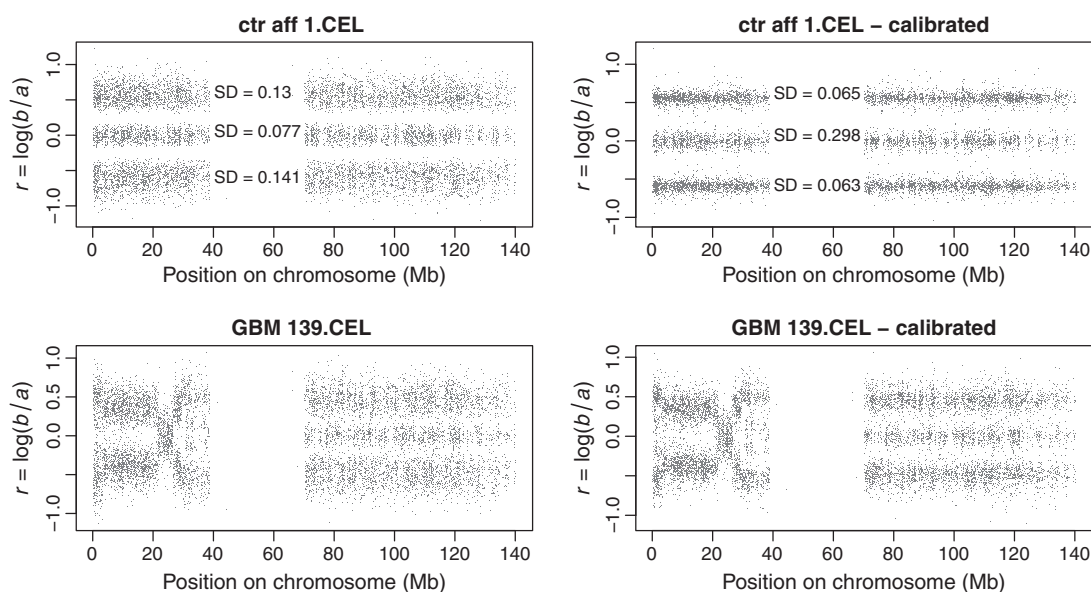 ctr aff 1.CEL
r = log(b/a)
1.0
0.0
−1.0
SD = 0.13
SD = 0.077
SD = 0.141
0 20 40 60 80 100 120 140
Position on chromosome (Mb)
ctr aff 1.CEL – calibrated
r = log(b/a)
1.0
0.0
−1.0
SD = 0.065
SD = 0.298
SD = 0.063
0 20 40 60 80 100 120 140
Position on chromosome (Mb)
GBM 139.CEL
r = log(b/a)
1.0
0.5
0.0
−1.0
0 20 40 60 80 100 120 140
Position on chromosome (Mb)
GBM 139.CEL – calibrated
r = log(b/a)
1.0
0.5
0.0
−1.0
0 20 40 60 80 100 120 140
Position on chromosome (Mb)